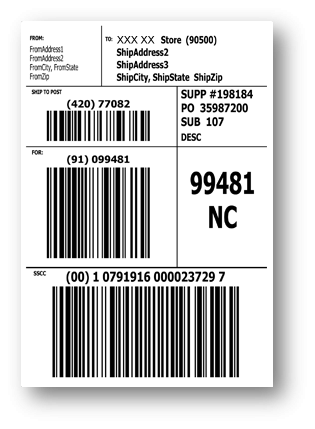 FROM:
FromAddress1
FromAddress2
FromCity, FromState
FromZip
TO: XXX XX Store (90500)
ShipAddress2
ShipAddress3
ShipCity, ShipState ShipZip
SHIP TO POST
(420) 77082
SUPP #198184
PO 35987200
SUB 107
DESC
FOR:
(91) 099481
99481
NC
SSCC
(00) 1 0791916 000023729 7